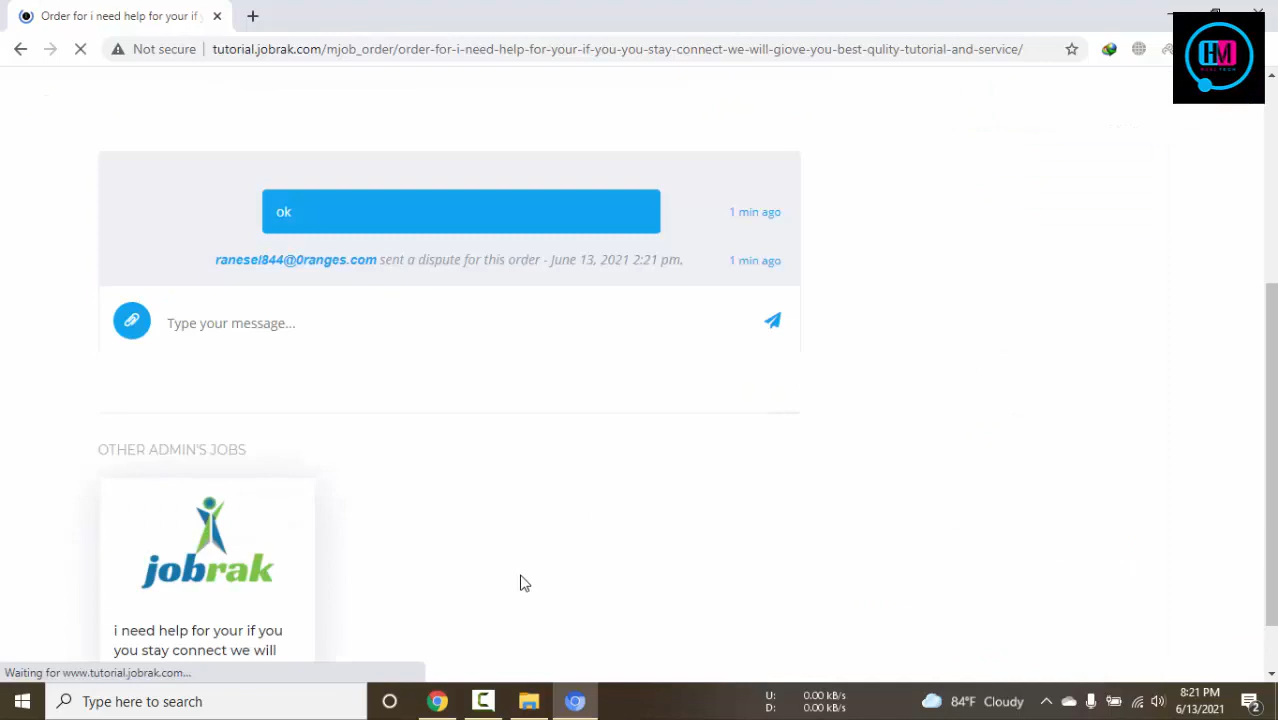 Order for i need help for your if y
Not secure
tutorial.jobrak.com/mjob_order/order-for-i-need-help-for-your-if-you-you-stay-connect-we-will-giove-you-best-qulity-tutorial-and-service/
HM
ok
1 min ago
ranesel844@0ranges.com sent a dispute for this order - June 13, 2021 2:21 pm.
1 min ago
Type your message...
OTHER ADMIN'S JOBS
jobrak
i need help for your if you
you stay connect we will
Waiting for www.tutorial.jobrak.com...
Type here to search
U: 0.00 kB/s
D: 0.00 kB/s
84°F Cloudy
8:21 PM
6/13/2021
2